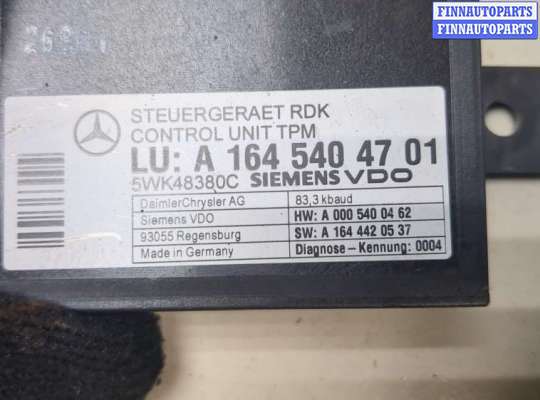 FINNAUTOPARTS
FINNAUTOPARTS
FINNAUTOPARTS
STEUERGERAET RDK
CONTROL UNIT TPM
LU: A 164 540 47 01
5WK48380C SIEMENS VDO
DaimlerChrysler AG 83,3 kbaud
Siemens VDO HW: A 000 540 04 62
93055 Regensburg SW: A 164 442 05 37
Made in Germany Diagnose - Kennung: 0004